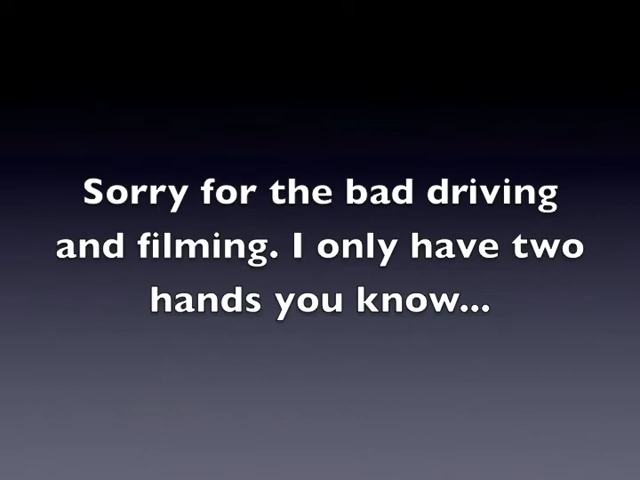 Sorry for the bad driving
and filming. I only have two
hands you know...